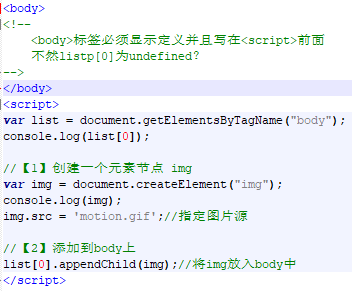 <body>
<!--
<body>标签必须显示定义并且写在<script>前面
不然listp[0]为undefined?
-->
</body>
<script>
var list = document.getElementsByTagName("body");
console.log(list[0]);
//【1】创建一个元素节点 img
var img = document.createElement("img");
console.log(img);
img.src = 'motion.gif';//指定图片源
//【2】添加到body上
list[0].appendChild(img);//将img放入body中
</script>